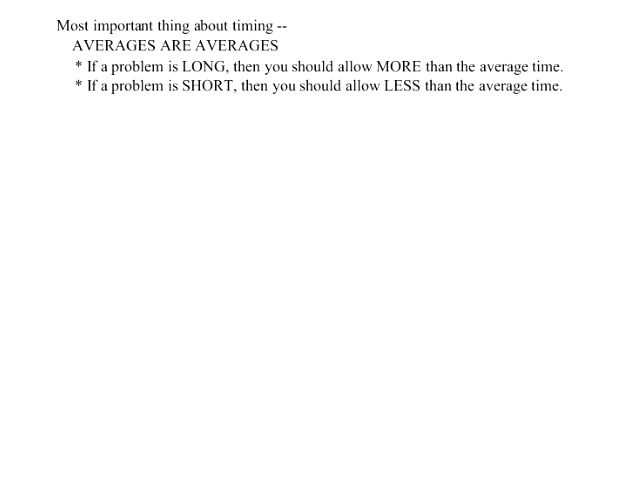 Most important thing about timing --
AVERAGES ARE AVERAGES
* If a problem is LONG, then you should allow MORE than the average time.
* If a problem is SHORT, then you should allow LESS than the average time.